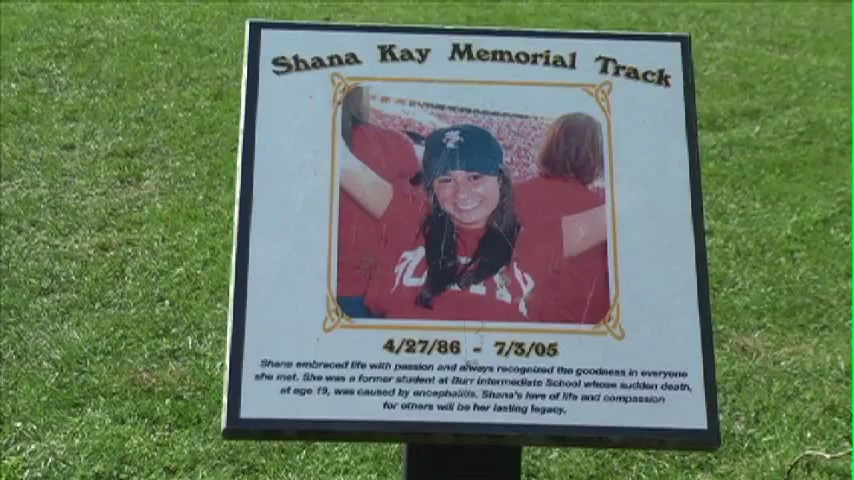 Shana Kay Memorial Track
4/27/86 - 7/3/05
Shana embraced life with passion and always recognized the goodness in everyone
she met. She was a former student at Burr Intermediate School whose sudden death,
at age 19, was caused by encephalitis. Shana's love of life and compassion
for others will be her lasting legacy.